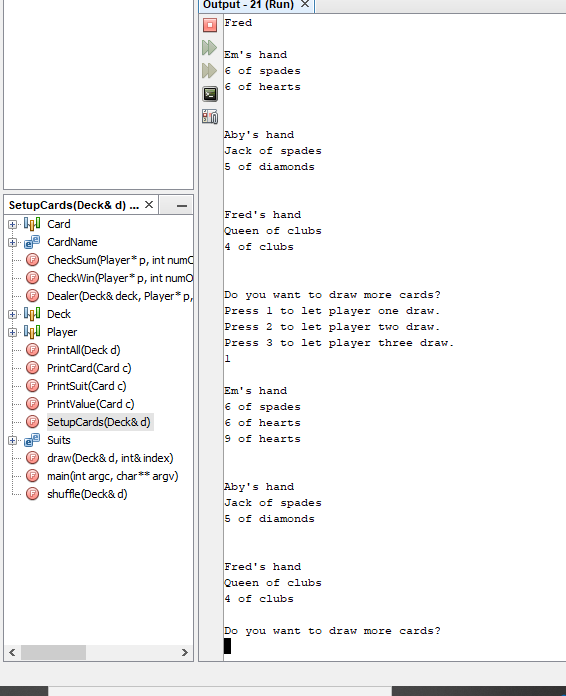 Output - 21 (Run)
Fred
Em's hand
6 of spades
6 of hearts
Aby's hand
Jack of spades
5 of diamonds
Fred's hand
Queen of clubs
4 of clubs
Do you want to draw more cards?
Press 1 to let player one draw.
Press 2 to let player two draw.
Press 3 to let player three draw.
1
Em's hand
6 of spades
6 of hearts
9 of hearts
Aby's hand
Jack of spades
5 of diamonds
Fred's hand
Queen of clubs
4 of clubs
Do you want to draw more cards?
SetupCards(Deck& d) ...
Card
CardName
CheckSum(Player* p, int numO
CheckWin(Player* p, int numO
Dealer(Deck& deck, Player* p,
Deck
Player
PrintAll(Deck d)
PrintCard(Card c)
PrintSuit(Card c)
PrintValue(Card c)
SetupCards(Deck& d)
Suits
draw(Deck& d, int& index)
main(int argc, char** argv)
shuffle(Deck& d)